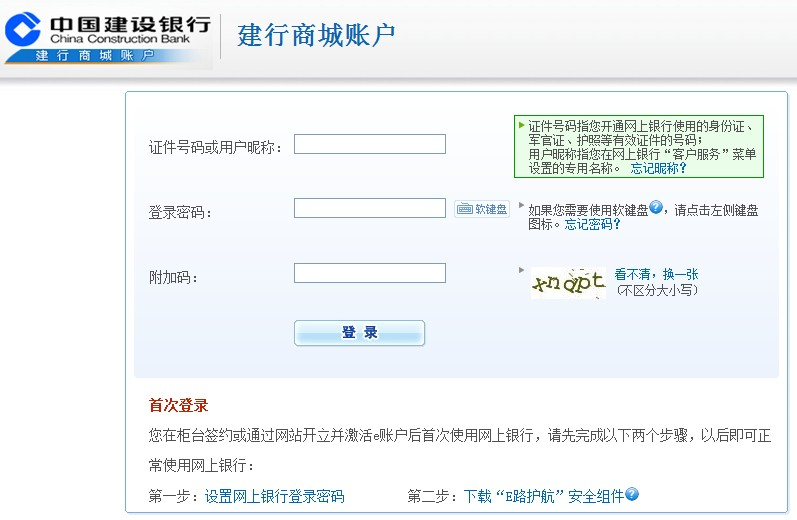 中国建设银行
China Construction Bank
建行商城账户
建行商城账户
证件号码或用户昵称：
证件号码指您开通网上银行使用的身份证、
军官证、护照等有效证件的号码；
用户昵称指您在网上银行“客户服务”菜单
设置的专用名称。 忘记昵称？
登录密码：
软键盘
如果您需要使用软键盘?，请点击左侧键盘
图标。忘记密码？
附加码：
xnqpt
看不清，换一张
（不区分大小写）
登 录
首次登录
您在柜台签约或通过网站开立并激活e账户后首次使用网上银行，请先完成以下两个步骤，以后即可正
常使用网上银行：
第一步：设置网上银行登录密码 第二步：下载“E路护航”安全组件?